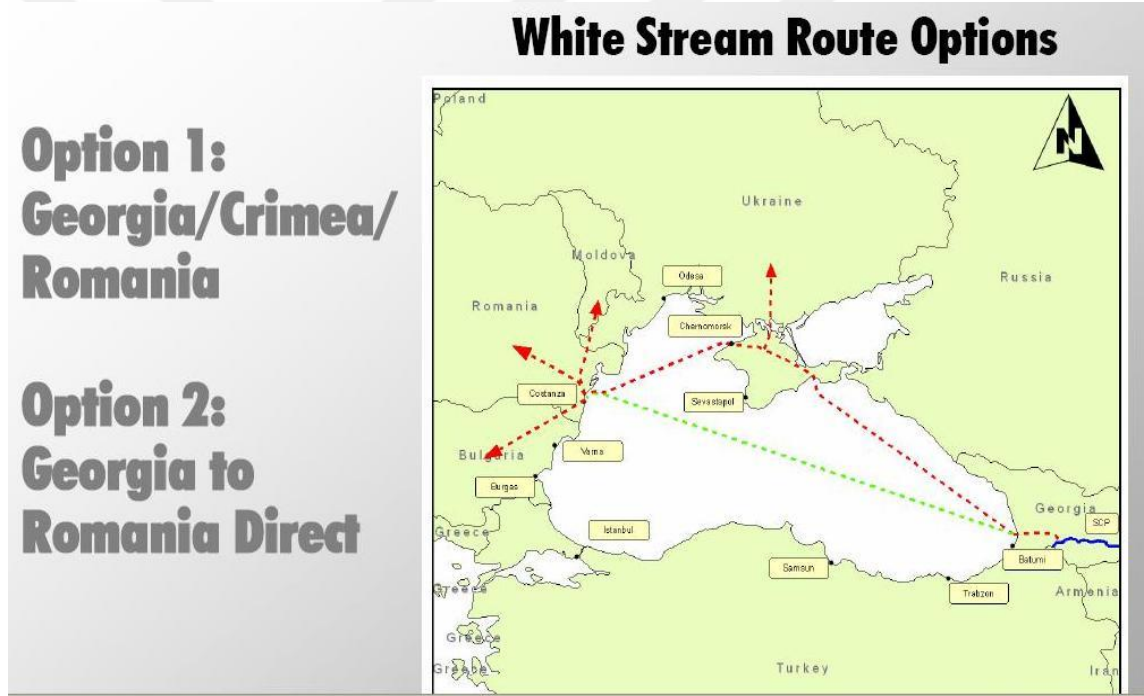 White Stream Route Options
Option 1:
Georgia/Crimea/
Romania
Option 2:
Georgia to
Romania Direct
Poland
N
Ukraine
Moldova
Odesa
Russia
Romania
Chernomorsk
Costanza
Sevastapol
Varna
Bulgaria
Burgas
Georgia
SCP
Greece
Istanbul
Batumi
Samsun
Trabzon
Armenia
Greece
Greece
Turkey
Greece
Iran